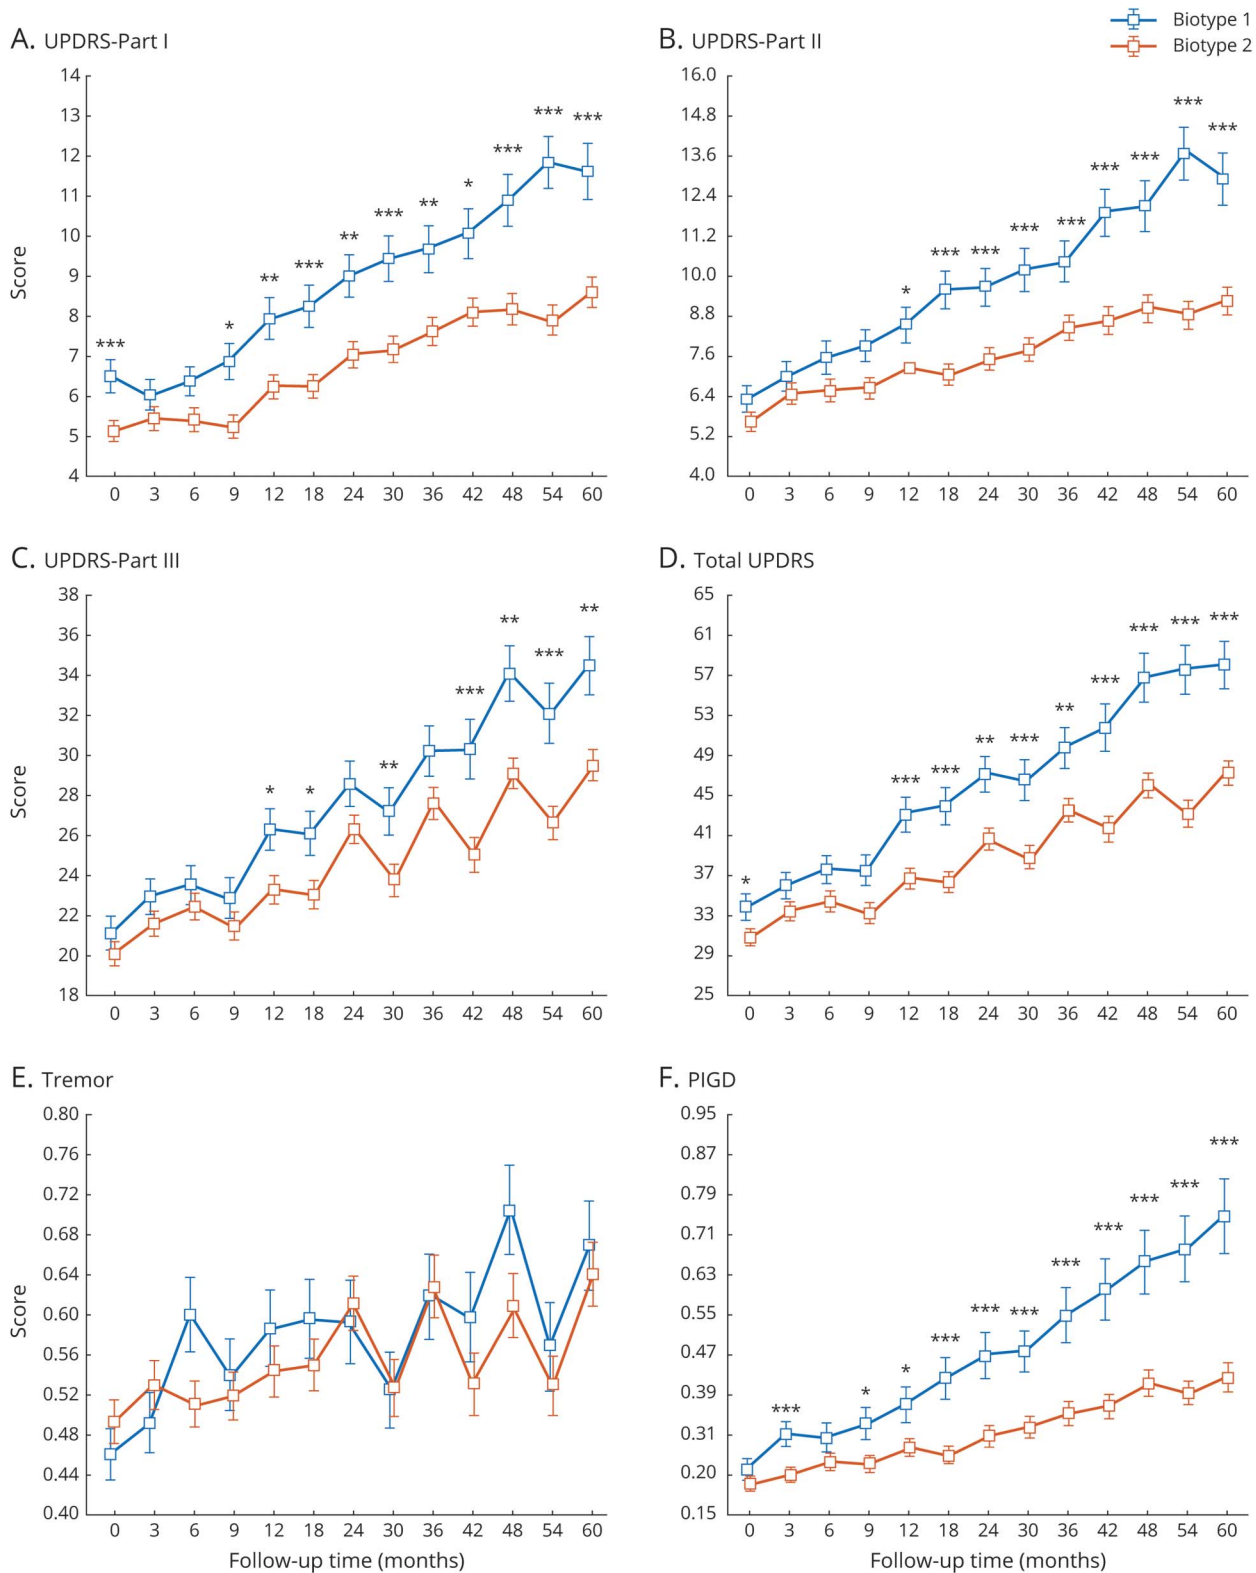 Biotype 1
Biotype 2
A. UPDRS-Part I
Score
14
13
12
11
10
9
8
7
6
5
4
*** * ** *** ** *** ** * *** *** ***
0 3 6 9 12 18 24 30 36 42 48 54 60
B. UPDRS-Part II
16.0
14.8
13.6
12.4
11.2
10.0
8.8
7.6
6.4
5.2
4.0
* *** *** *** *** *** *** *** ***
0 3 6 9 12 18 24 30 36 42 48 54 60
C. UPDRS-Part III
Score
38
36
34
32
30
28
26
24
22
20
18
* * ** *** ** *** **
0 3 6 9 12 18 24 30 36 42 48 54 60
D. Total UPDRS
65
61
57
53
49
45
41
37
33
29
25
* *** *** ** *** ** *** *** *** ***
0 3 6 9 12 18 24 30 36 42 48 54 60
E. Tremor
Score
0.80
0.76
0.72
0.68
0.64
0.60
0.56
0.52
0.48
0.44
0.40
0 3 6 9 12 18 24 30 36 42 48 54 60
Follow-up time (months)
F. PIGD
0.95
0.87
0.79
0.71
0.63
0.55
0.47
0.39
0.31
0.20
0.15
*** * * *** *** *** *** *** *** *** ***
0 3 6 9 12 18 24 30 36 42 48 54 60
Follow-up time (months)